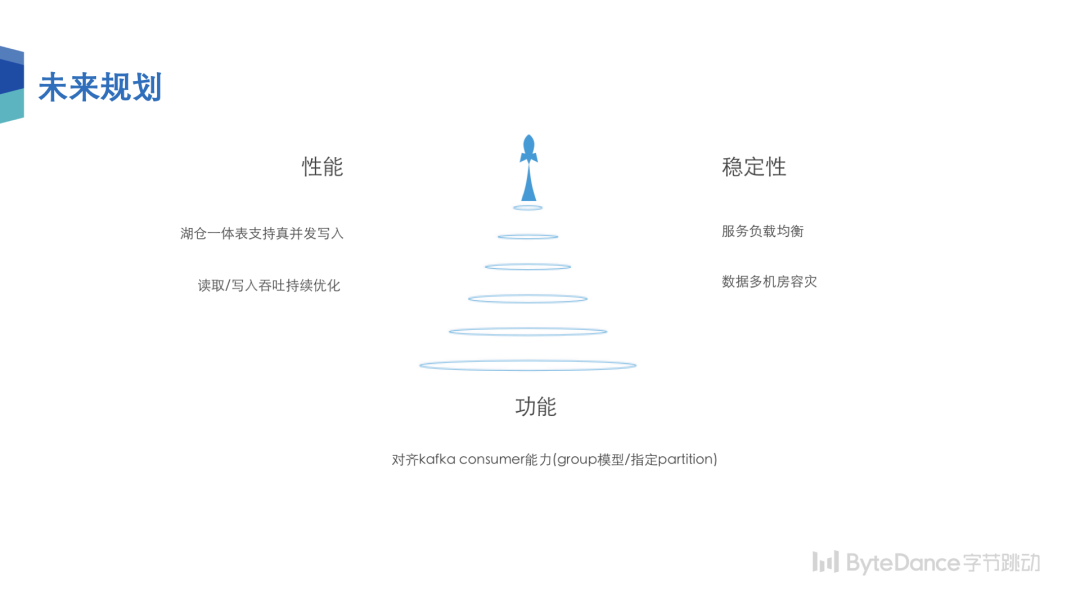 未来规划
性能
湖仓一体表支持真并发写入
读取/写入吞吐持续优化
稳定性
服务负载均衡
数据多机房容灾
功能
对齐kafka consumer能力(group模型/指定partition)
ByteDance字节跳动